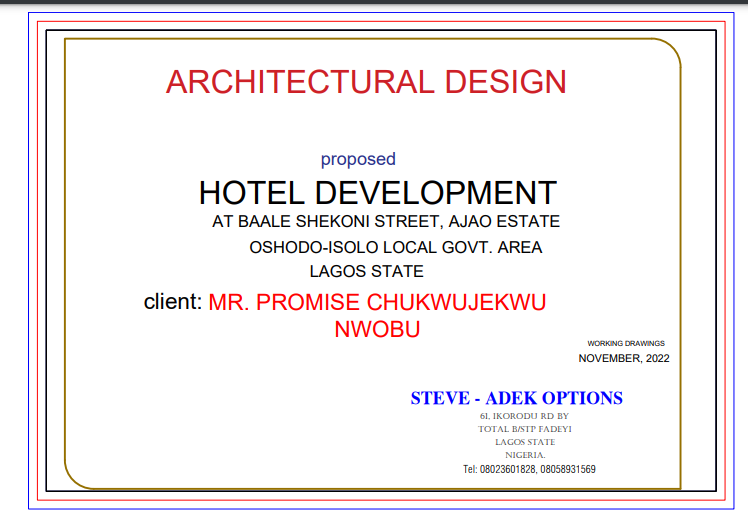 ARCHITECTURAL DESIGN
proposed
HOTEL DEVELOPMENT
AT BAALE SHEKONI STREET, AJAO ESTATE
OSHODO-ISOLO LOCAL GOVT. AREA
LAGOS STATE
client: MR. PROMISE CHUKWUJEKWU
NWOBU
WORKING DRAWINGS
NOVEMBER, 2022
STEVE - ADEK OPTIONS
61, IKORODU RD BY
TOTAL B/STP FADEYI
LAGOS STATE
NIGERIA.
Tel: 08023601828, 08058931569